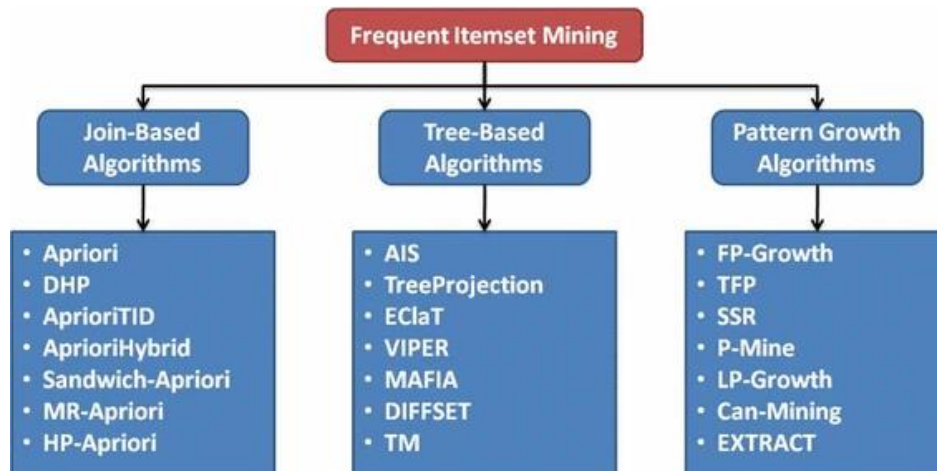 Frequent Itemset Mining
Join-Based
Algorithms
Tree-Based
Algorithms
Pattern Growth
Algorithms
• Apriori
• DHP
• AprioriTID
• AprioriHybrid
• Sandwich-Apriori
• MR-Apriori
• HP-Apriori
• AIS
• TreeProjection
• EClaT
• VIPER
• MAFIA
• DIFFSET
• TM
• FP-Growth
• TFP
• SSR
• P-Mine
• LP-Growth
• Can-Mining
• EXTRACT